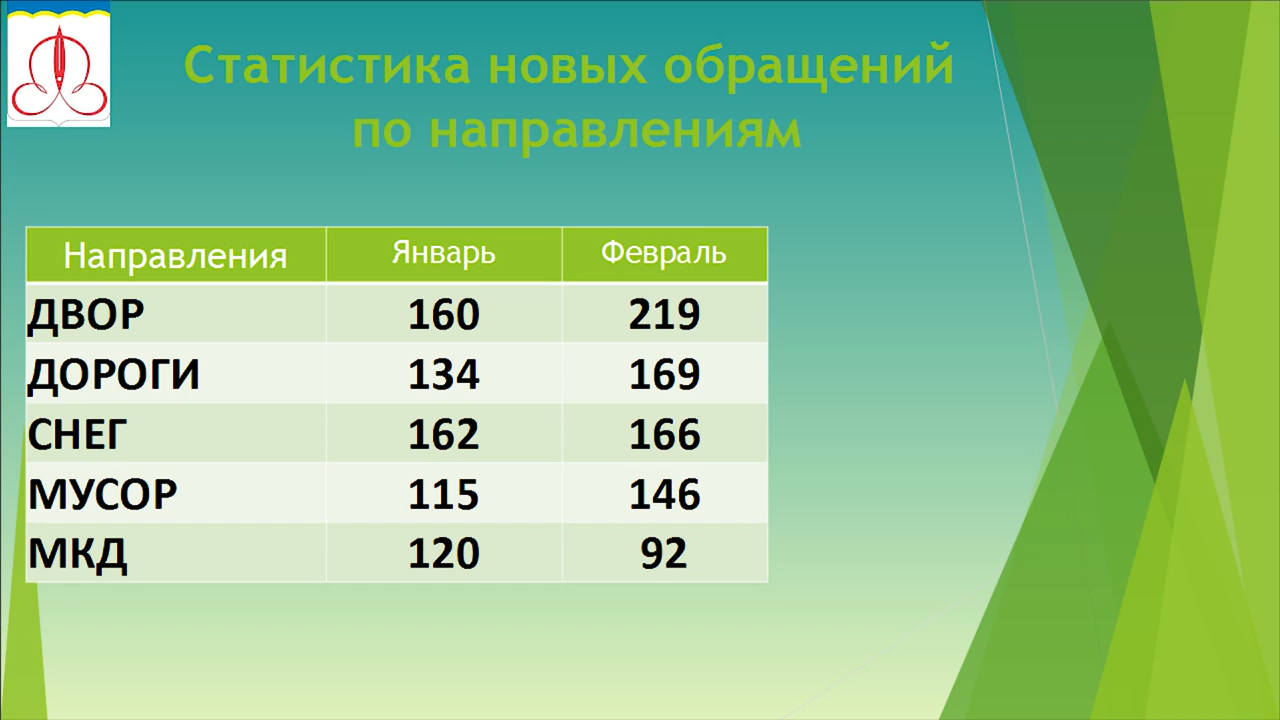 Статистика новых обращений
по направлениям
Направления Январь Февраль
ДВОР 160 219
ДОРОГИ 134 169
СНЕГ 162 166
МУСОР 115 146
МКД 120 92